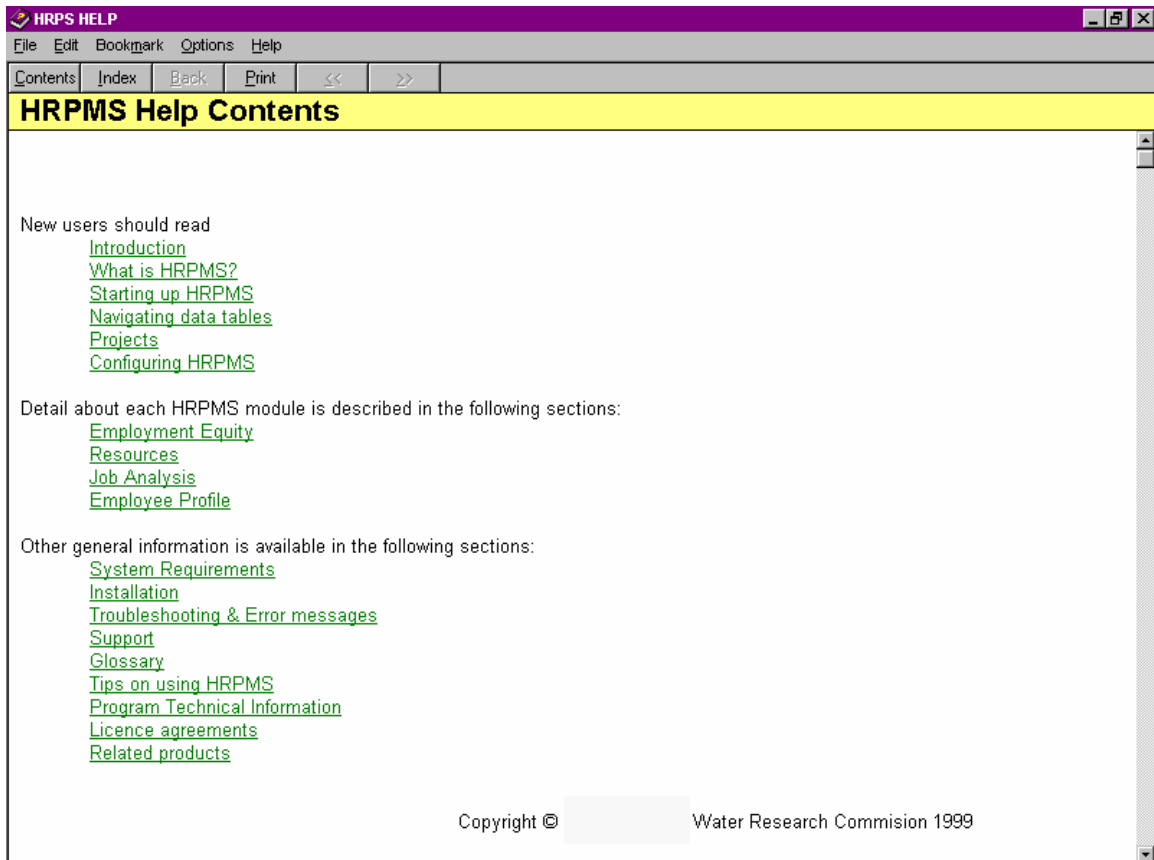 HRPS HELP
File Edit Bookmark Options Help
Contents Index Back Print << >>
HRPMS Help Contents
New users should read
Introduction
What is HRPMS?
Starting up HRPMS
Navigating data tables
Projects
Configuring HRPMS
Detail about each HRPMS module is described in the following sections:
Employment Equity
Resources
Job Analysis
Employee Profile
Other general information is available in the following sections:
System Requirements
Installation
Troubleshooting & Error messages
Support
Glossary
Tips on using HRPMS
Program Technical Information
Licence agreements
Related products
Copyright © Water Research Commision 1999